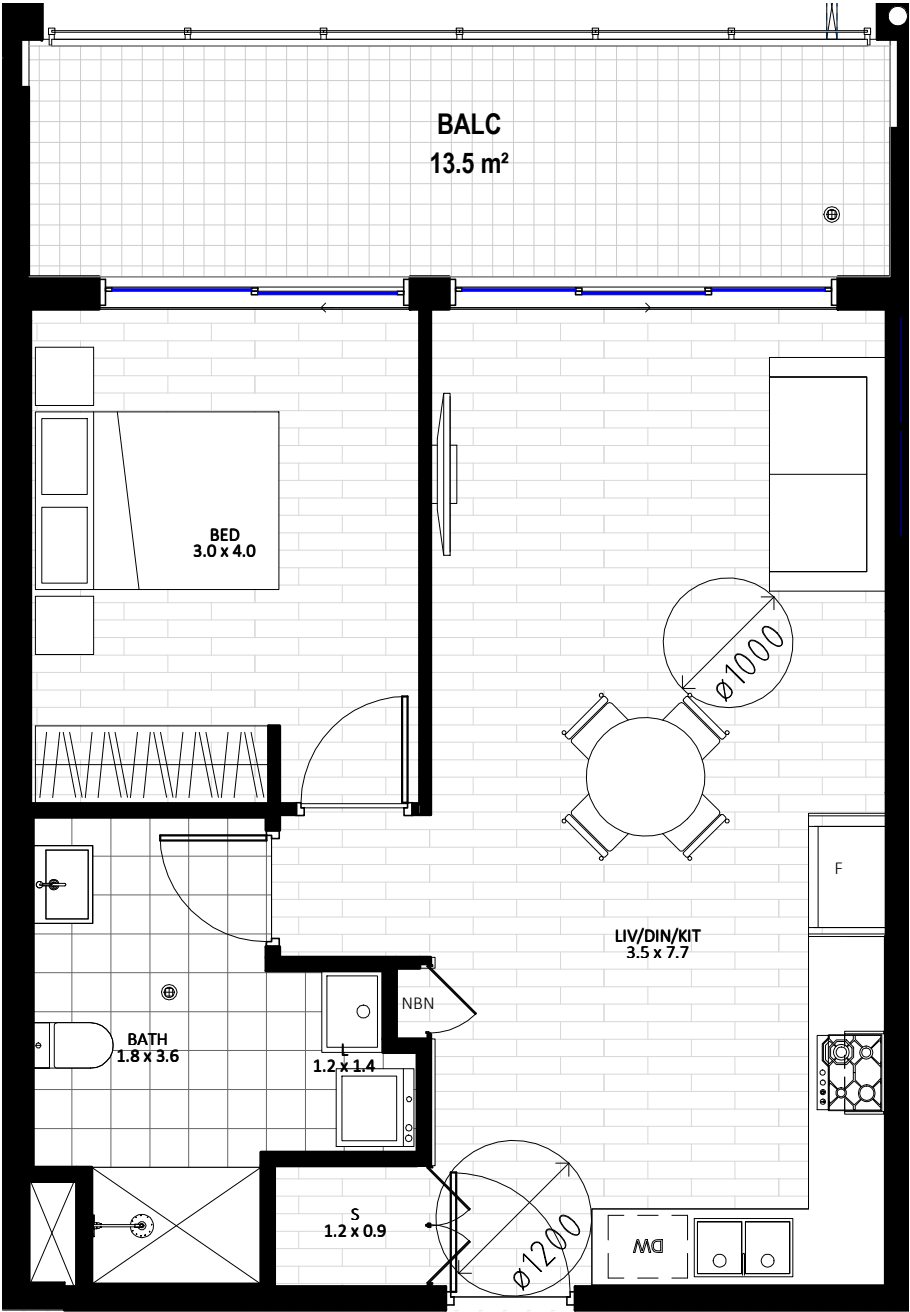 BALC
13.5 m²
BED
3.0 x 4.0
ø1000
F
LIV/DIN/KIT
3.5 x 7.7
NBN
BATH
1.8 x 3.6
L
1.2 x 1.4
S
1.2 x 0.9
ø1200
DW